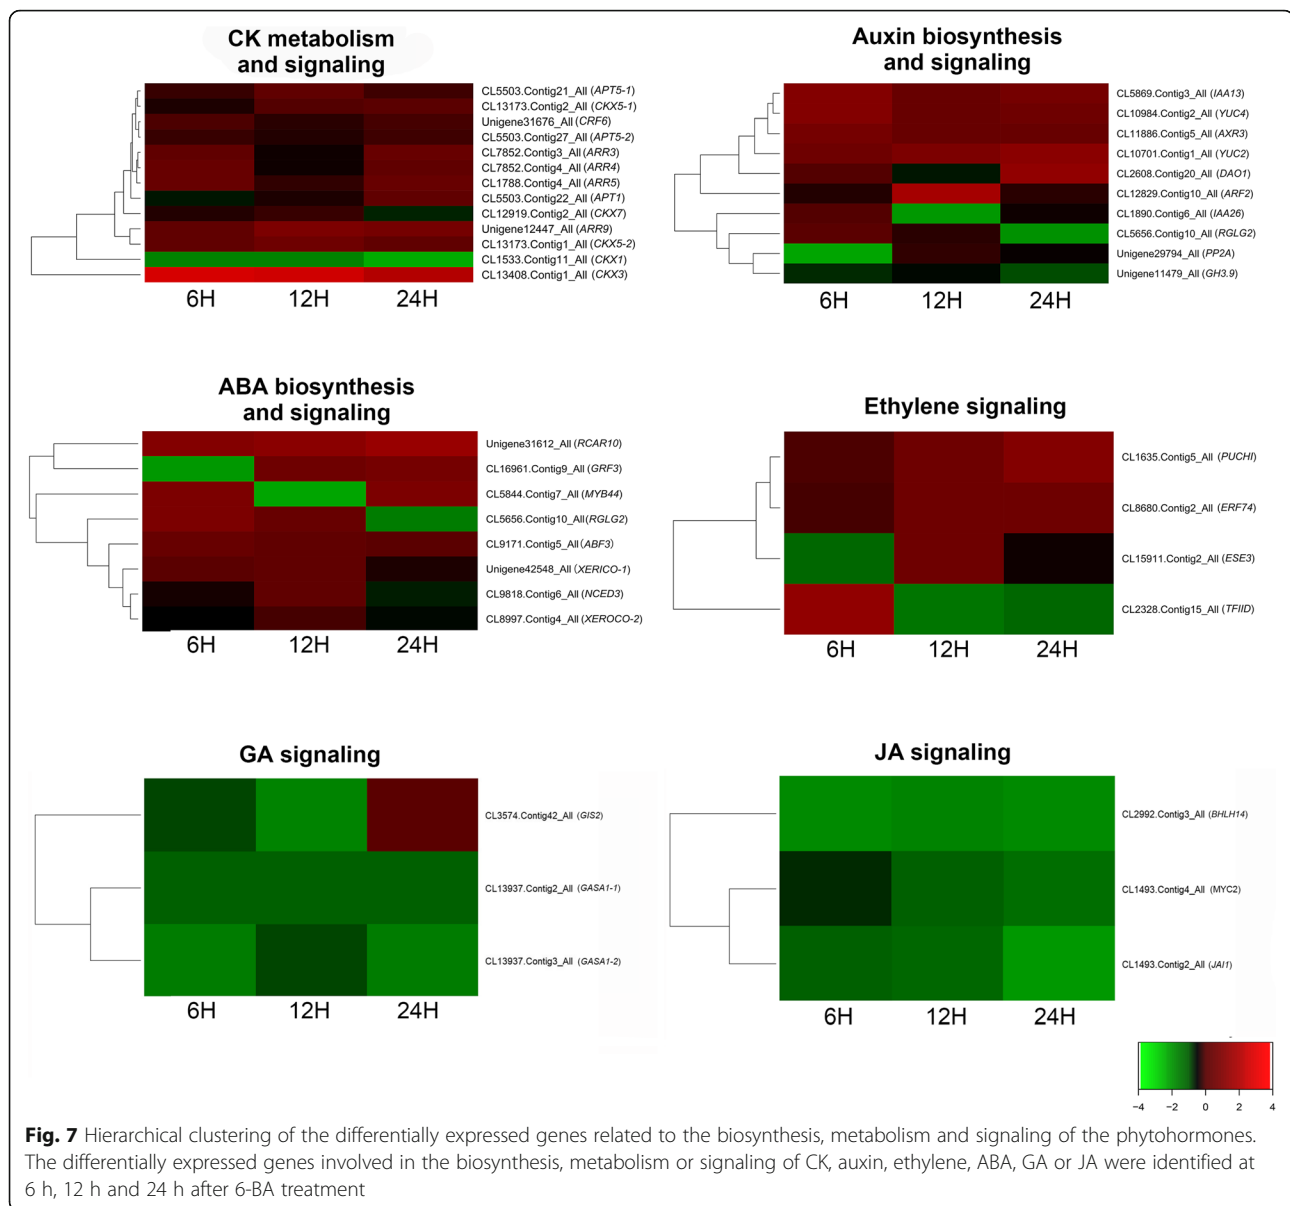 CK metabolism
and signaling
CL5503.Contig21_All (APT5-1)
CL13173.Contig2_All (CKX5-1)
Unigene31676_All (CRF6)
CL5503.Contig27_All (APT5-2)
CL7852.Contig3_All (ARR3)
CL7852.Contig4_All (ARR4)
CL1788.Contig4_All (ARR5)
CL5503.Contig22_All (APT1)
CL12919.Contig2_All (CKX7)
Unigene12447_All (ARR9)
CL13173.Contig1_All (CKX5-2)
CL1533.Contig11_All (CKX1)
CL13408.Contig1_All (CKX3)
6H 12H 24H
Auxin biosynthesis
and signaling
CL5869.Contig3_All (IAA13)
CL10984.Contig2_All (YUC4)
CL11886.Contig5_All (AXR3)
CL10701.Contig1_All (YUC2)
CL2608.Contig20_All (DAO1)
CL12829.Contig10_All (ARF2)
CL1890.Contig6_All (IAA26)
CL5656.Contig10_All (RGLG2)
Unigene29794_All (PP2A)
Unigene11479_All (GH3.9)
6H 12H 24H
ABA biosynthesis
and signaling
Unigene31612_All (RCAR10)
CL16961.Contig9_All (GRF3)
CL5844.Contig7_All (MYB44)
CL5656.Contig10_All(RGLG2)
CL9171.Contig5_All(ABF3)
Unigene42548_All (XERICO-1)
CL9818.Contig6_All (NCED3)
CL8997.Contig4_All (XEROCO-2)
6H 12H 24H
Ethylene signaling
CL1635.Contig5_All (PUCHI)
CL8680.Contig2_All (ERF74)
CL15911.Contig2_All (ESE3)
CL2328.Contig15_All (TFIID)
6H 12H 24H
GA signaling
CL3574.Contig42_All (GIS2)
CL13937.Contig2_All (GASA1-1)
CL13937.Contig3_All (GASA1-2)
6H 12H 24H
JA signaling
CL2992.Contig3_All (BHLH14)
CL1493.Contig4_All (MYC2)
CL1493.Contig2_All (JAI1)
6H 12H 24H
−4 −2 0 2 4
Fig. 7 Hierarchical clustering of the differentially expressed genes related to the biosynthesis, metabolism and signaling of the phytohormones.
The differentially expressed genes involved in the biosynthesis, metabolism or signaling of CK, auxin, ethylene, ABA, GA or JA were identified at
6 h, 12 h and 24 h after 6-BA treatment